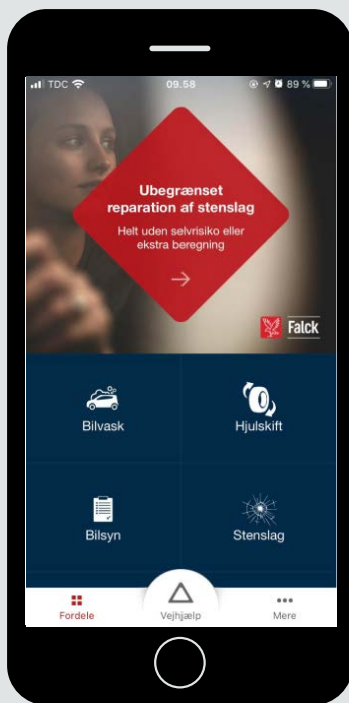 TDC 09.58 89 %
Ubegrænset
reparation af stenslag
Helt uden selvrisiko eller
ekstra beregning
Falck
Bilvask Hjulskift
Bilsyn Stenslag
Fordele Vejhjælp Mere